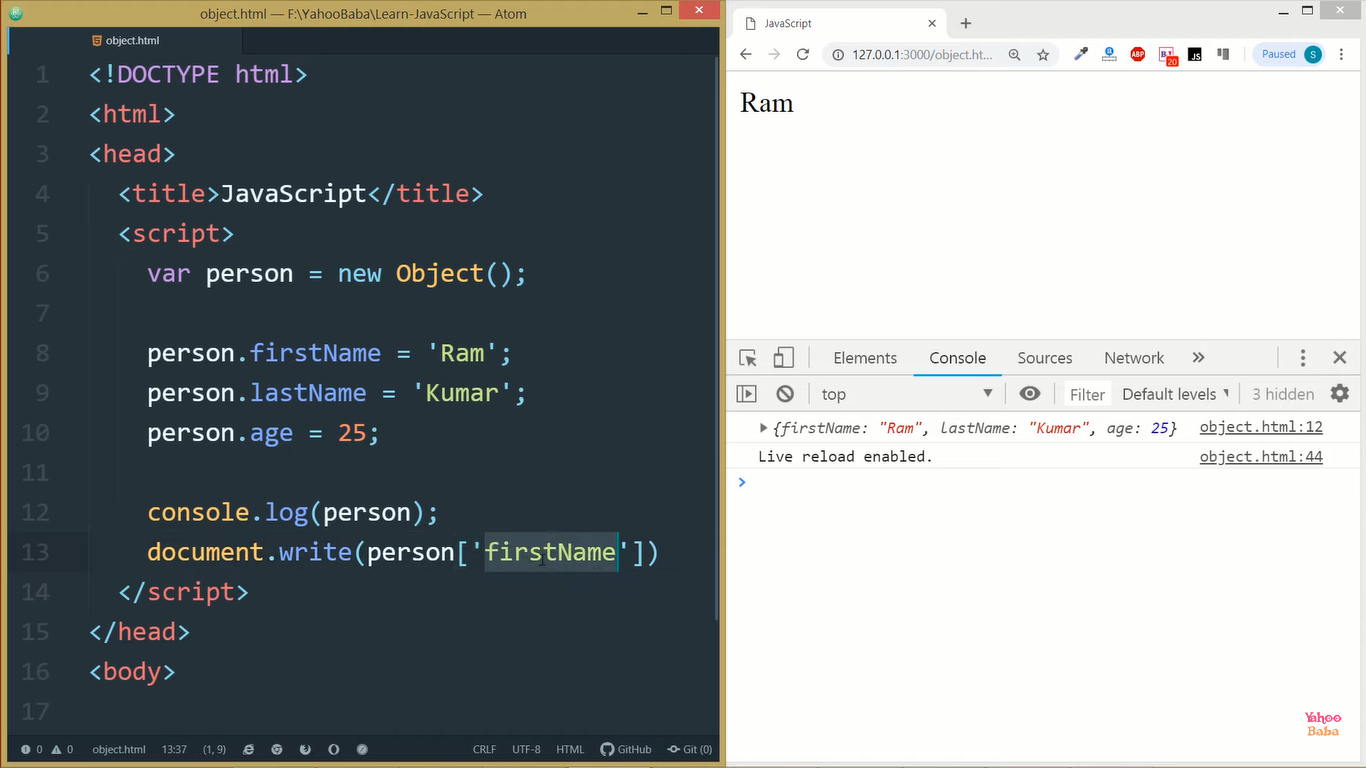 object.html — F:\YahooBaba\Learn-JavaScript — Atom
object.html
1 <!DOCTYPE html>
2 <html>
3 <head>
4 <title>JavaScript</title>
5 <script>
6 var person = new Object();
7
8 person.firstName = 'Ram';
9 person.lastName = 'Kumar';
10 person.age = 25;
11
12 console.log(person);
13 document.write(person['firstName'])
14 </script>
15 </head>
16 <body>
17
0 0 object.html 13:37 (1, 9) CRLF UTF-8 HTML GitHub Git (0)
JavaScript
127.0.0.1:3000/object.ht... ABP 20 JS Paused S
Ram
Elements Console Sources Network »
top Filter Default levels 3 hidden
{firstName: "Ram", lastName: "Kumar", age: 25} object.html:12
Live reload enabled. object.html:44
Yahoo
Baba